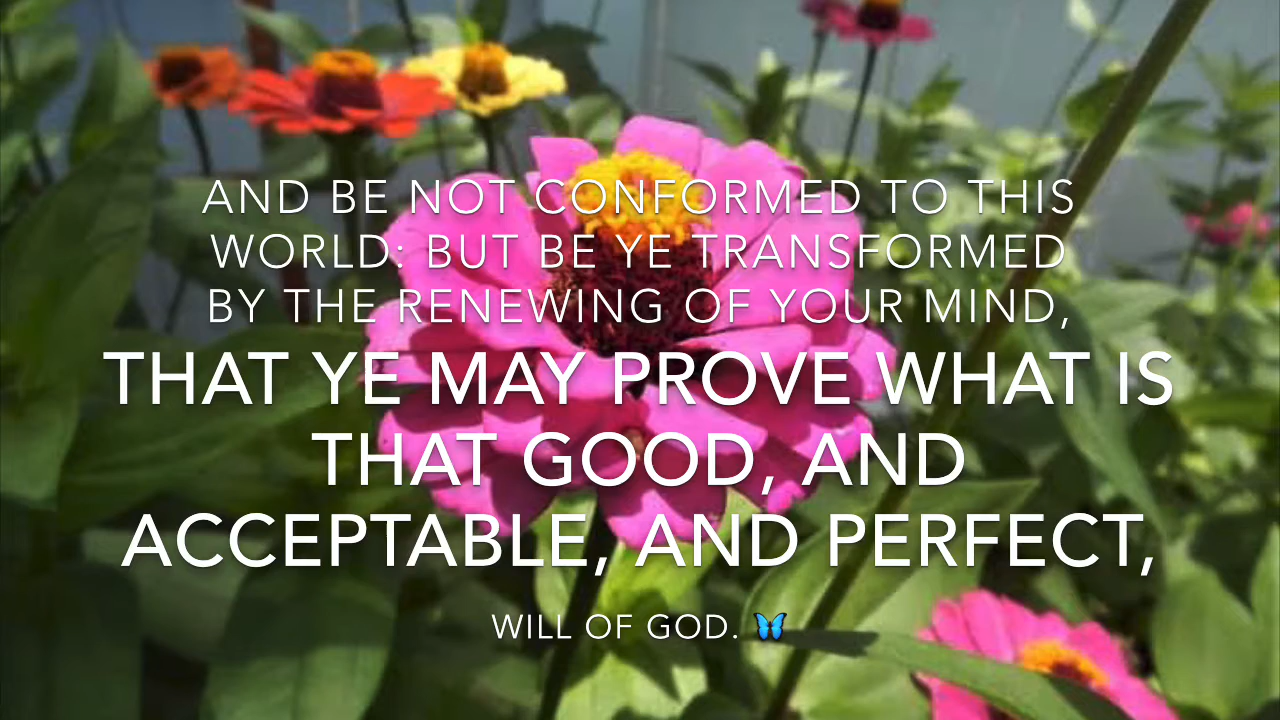 AND BE NOT CONFORMED TO THIS
WORLD: BUT BE YE TRANSFORMED
BY THE RENEWING OF YOUR MIND,
THAT YE MAY PROVE WHAT IS
THAT GOOD, AND
ACCEPTABLE, AND PERFECT,
WILL OF GOD. 🦋